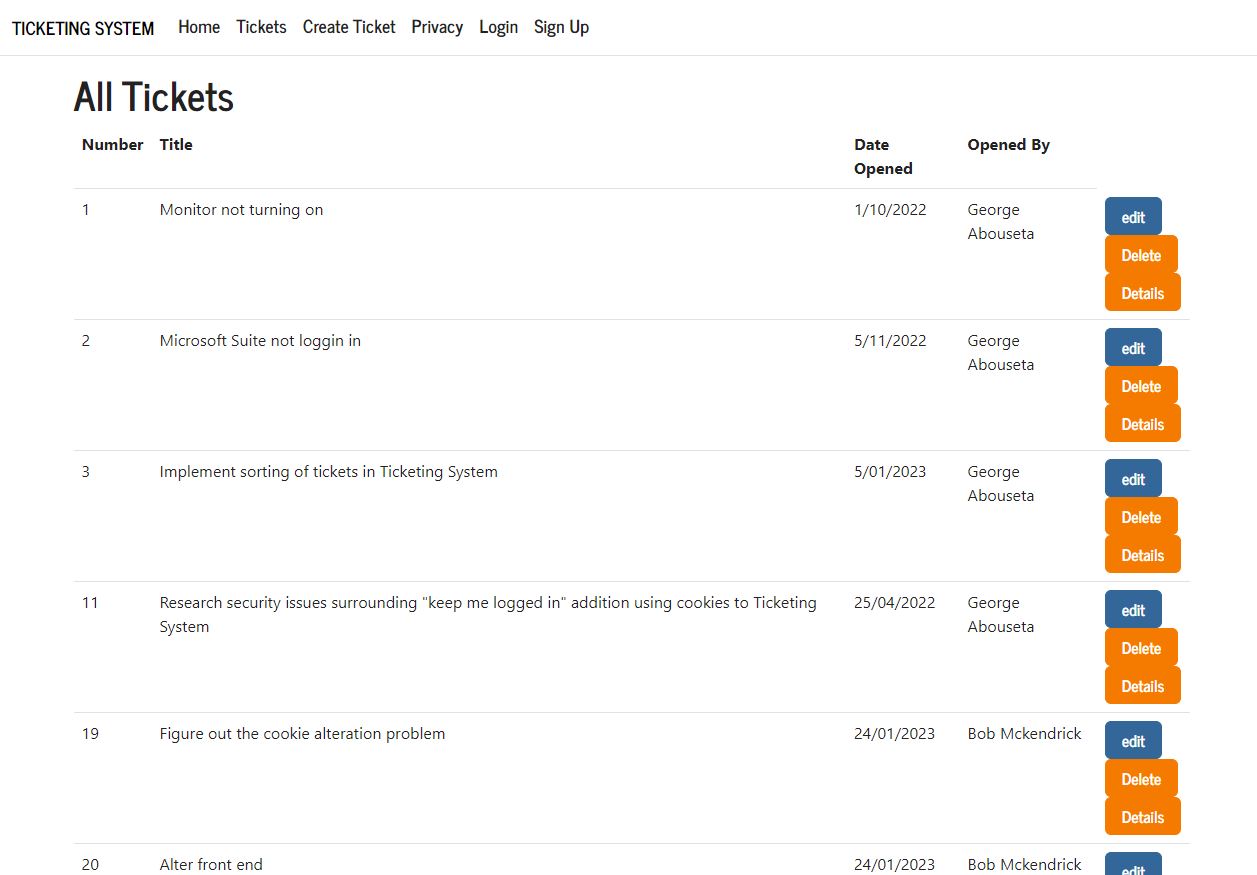 TICKETING SYSTEM Home Tickets Create Ticket Privacy Login Sign Up
All Tickets
Number Title Date Opened Opened By
1 Monitor not turning on 1/10/2022 George Abouseta
edit
Delete
Details
2 Microsoft Suite not loggin in 5/11/2022 George Abouseta
edit
Delete
Details
3 Implement sorting of tickets in Ticketing System 5/01/2023 George Abouseta
edit
Delete
Details
11 Research security issues surrounding "keep me logged in" addition using cookies to Ticketing System 25/04/2022 George Abouseta
edit
Delete
Details
19 Figure out the cookie alteration problem 24/01/2023 Bob Mckendrick
edit
Delete
Details
20 Alter front end 24/01/2023 Bob Mckendrick
edit